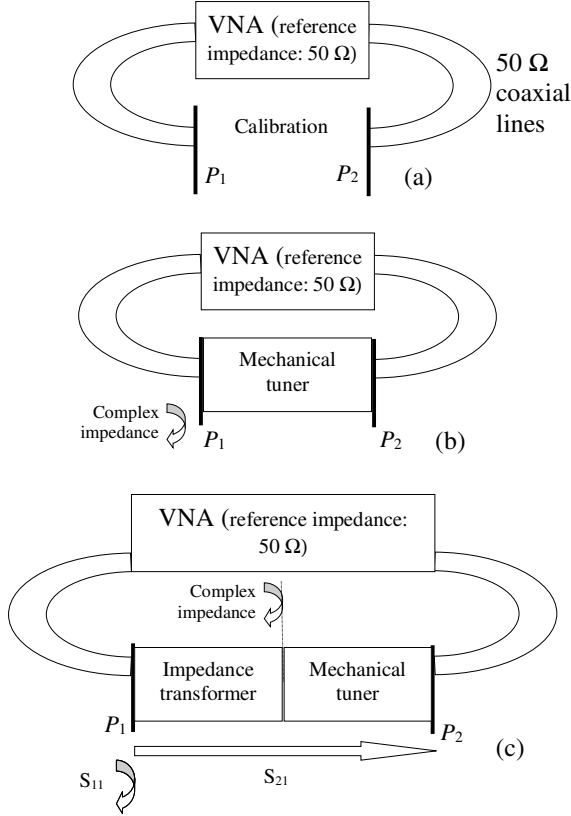 VNA (reference
impedance: 50 Ω)
50 Ω
coaxial
lines
Calibration
P1
P2
(a)
VNA (reference
impedance: 50 Ω)
Mechanical
tuner
Complex
impedance
P1
P2
(b)
VNA (reference impedance:
50 Ω)
Complex
impedance
Impedance
transformer
Mechanical
tuner
P1
P2
(c)
S11
S21